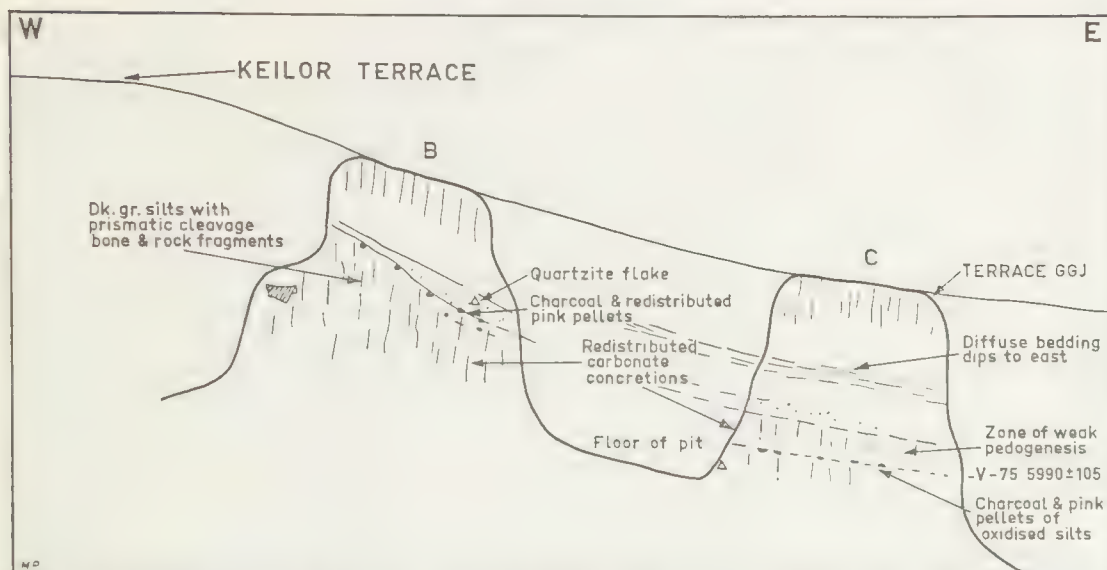 W
E
KEILOR TERRACE
B
Dk. gr. silts with
prismatic cleavage
bone & rock fragments
Quartzite flake
Charcoal & redistributed
pink pellets
Redistributed
carbonate
concretions
Floor of pit
C
TERRACE GGJ
Diffuse bedding
dips to east
Zone of weak
pedogenesis
V-75 5990±105
Charcoal & pink
pellets of
oxidised silts